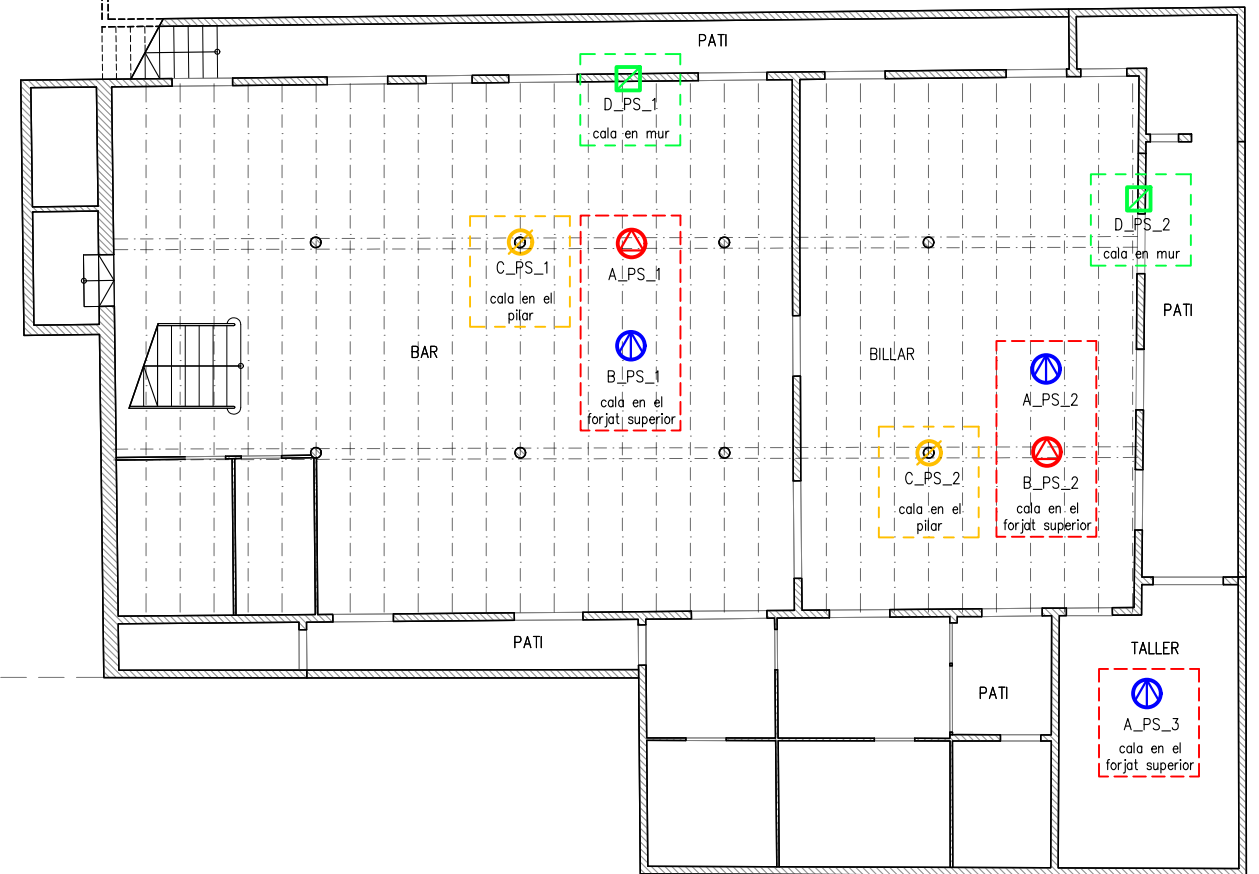 PATI
D_PS_1
cala en mur
D_PS_2
cala en mur
C_PS_1
cala en el
pilar
A_PS_1
B_PS_1
cala en el
forjat superior
BAR
BILLAR
PATI
A_PS_2
B_PS_2
cala en el
forjat superior
C_PS_2
cala en el
pilar
PATI
TALLER
PATI
A_PS_3
cala en el
forjat superior